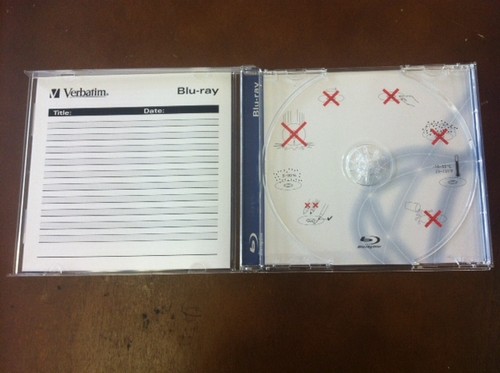 Verbatim.
Blu-ray
Title:
Date:
Blu-ray